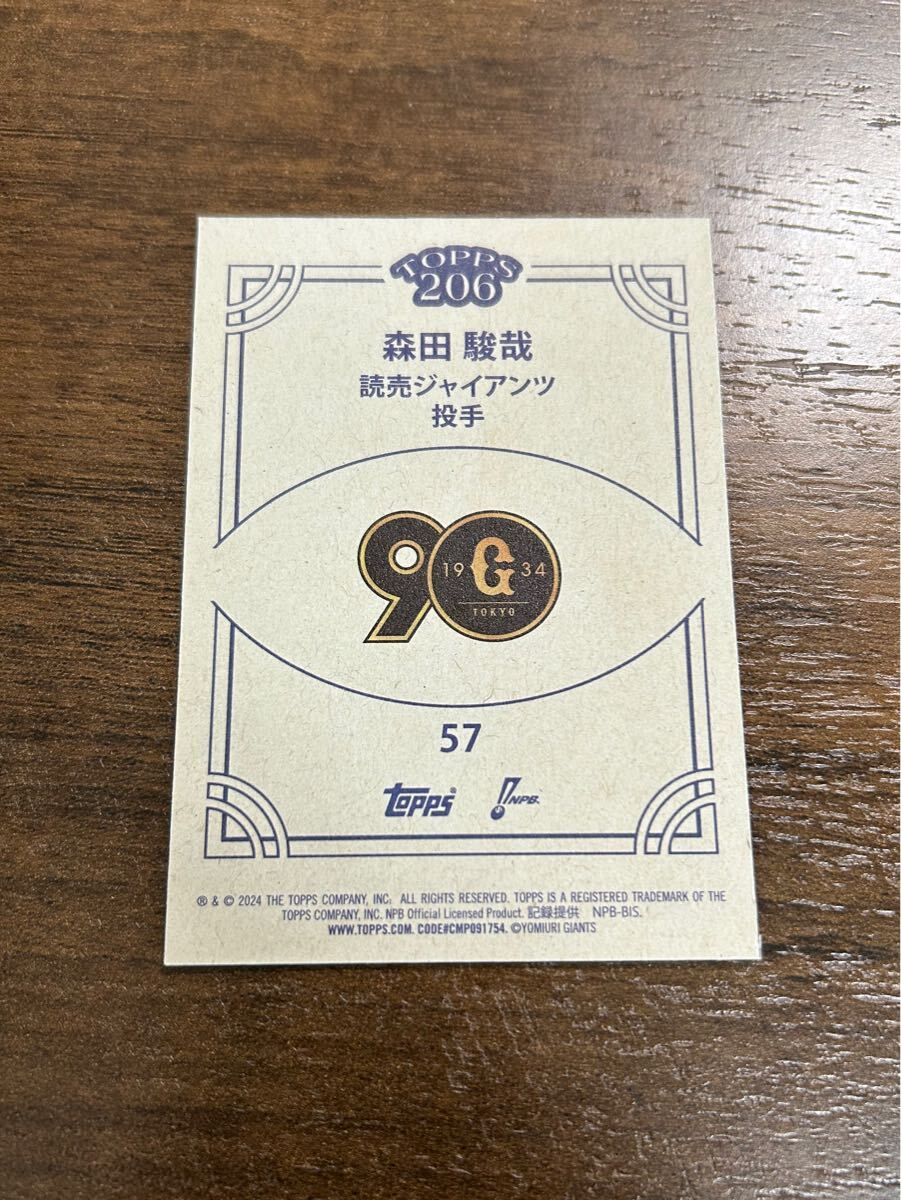 TOPPS
206
森田 駿哉
読売ジャイアンツ
投手
90 19 G 34
TOKYO
57
topps® NPB.
® & © 2024 THE TOPPS COMPANY, INC. ALL RIGHTS RESERVED. TOPPS IS A REGISTERED TRADEMARK OF THE
TOPPS COMPANY, INC. NPB Official Licensed Product. 記録提供 NPB-BIS.
WWW.TOPPS.COM. CODE#CMP091754. ©YOMIURI GIANTS